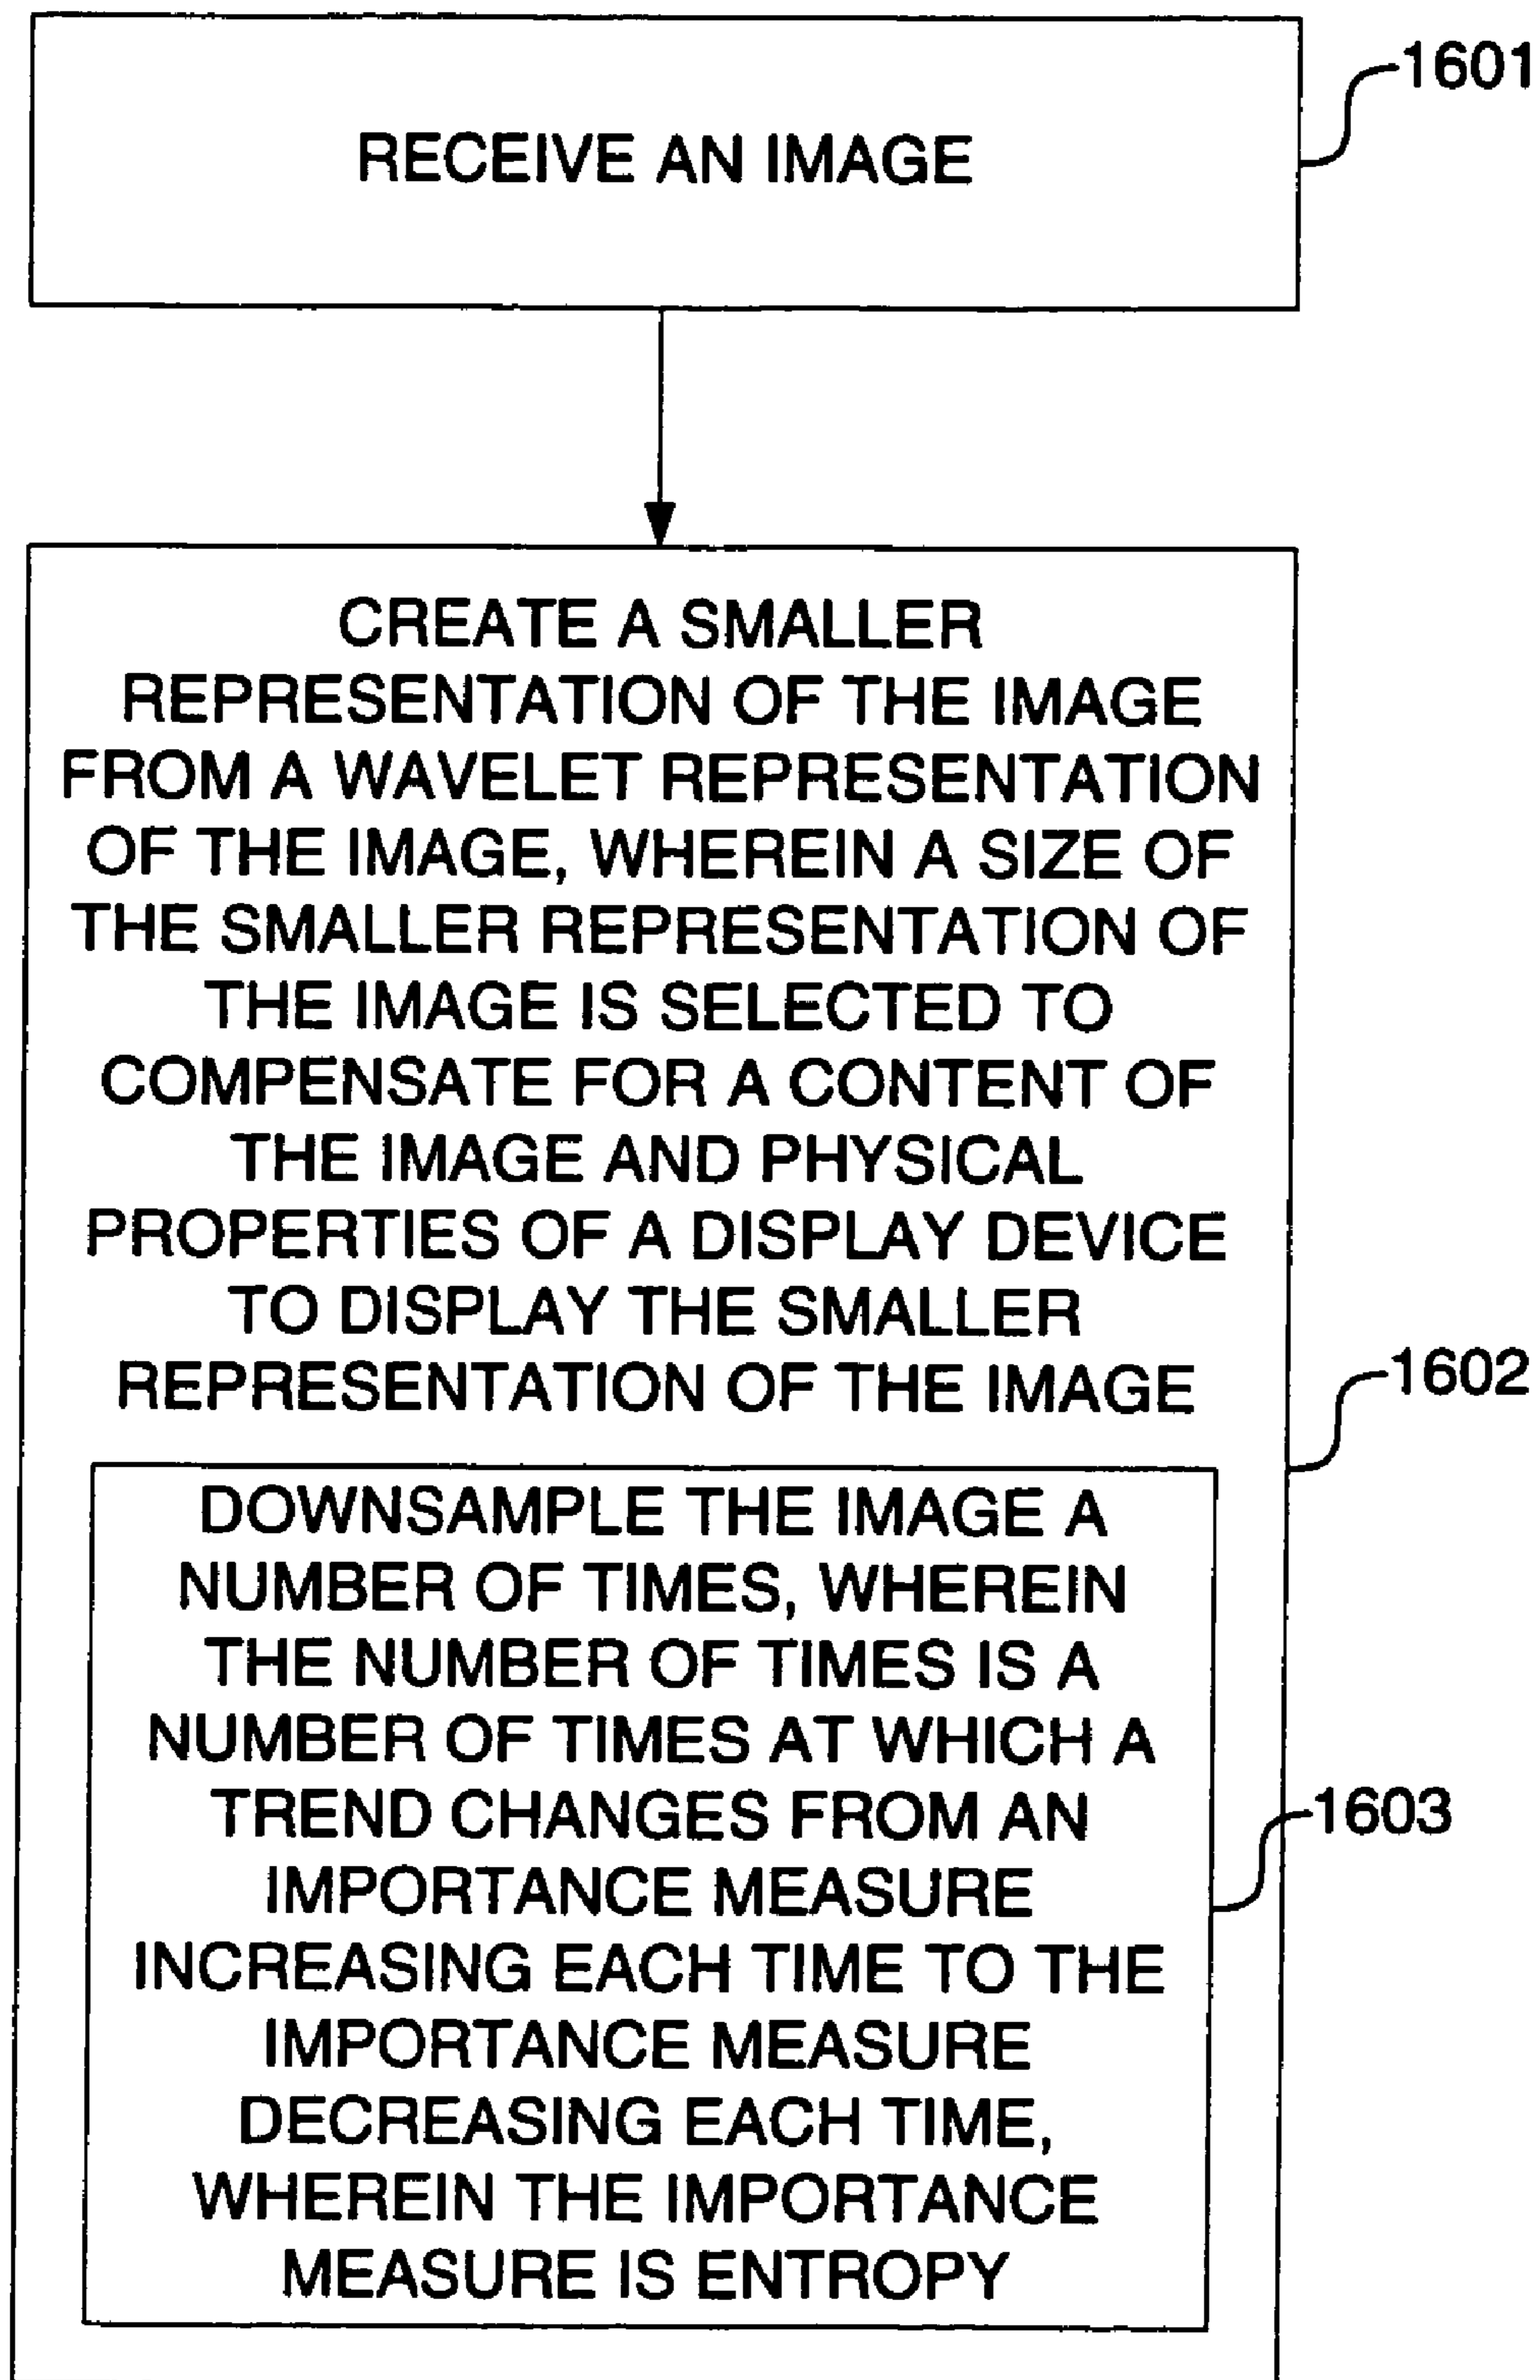 RECEIVE AN IMAGE
1601
CREATE A SMALLER
REPRESENTATION OF THE IMAGE
FROM A WAVELET REPRESENTATION
OF THE IMAGE, WHEREIN A SIZE OF
THE SMALLER REPRESENTATION OF
THE IMAGE IS SELECTED TO
COMPENSATE FOR A CONTENT OF
THE IMAGE AND PHYSICAL
PROPERTIES OF A DISPLAY DEVICE
TO DISPLAY THE SMALLER
REPRESENTATION OF THE IMAGE
1602
DOWNSAMPLE THE IMAGE A
NUMBER OF TIMES, WHEREIN
THE NUMBER OF TIMES IS A
NUMBER OF TIMES AT WHICH A
TREND CHANGES FROM AN
IMPORTANCE MEASURE
INCREASING EACH TIME TO THE
IMPORTANCE MEASURE
DECREASING EACH TIME,
WHEREIN THE IMPORTANCE
MEASURE IS ENTROPY
1603